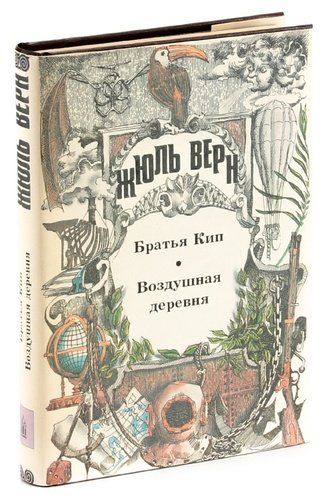 ЖЮЛЬ ВЕРН
Братья Кип
•
Воздушная
деревня
ЖЮЛЬ ВЕРН
Братья Кип
Воздушная деревня